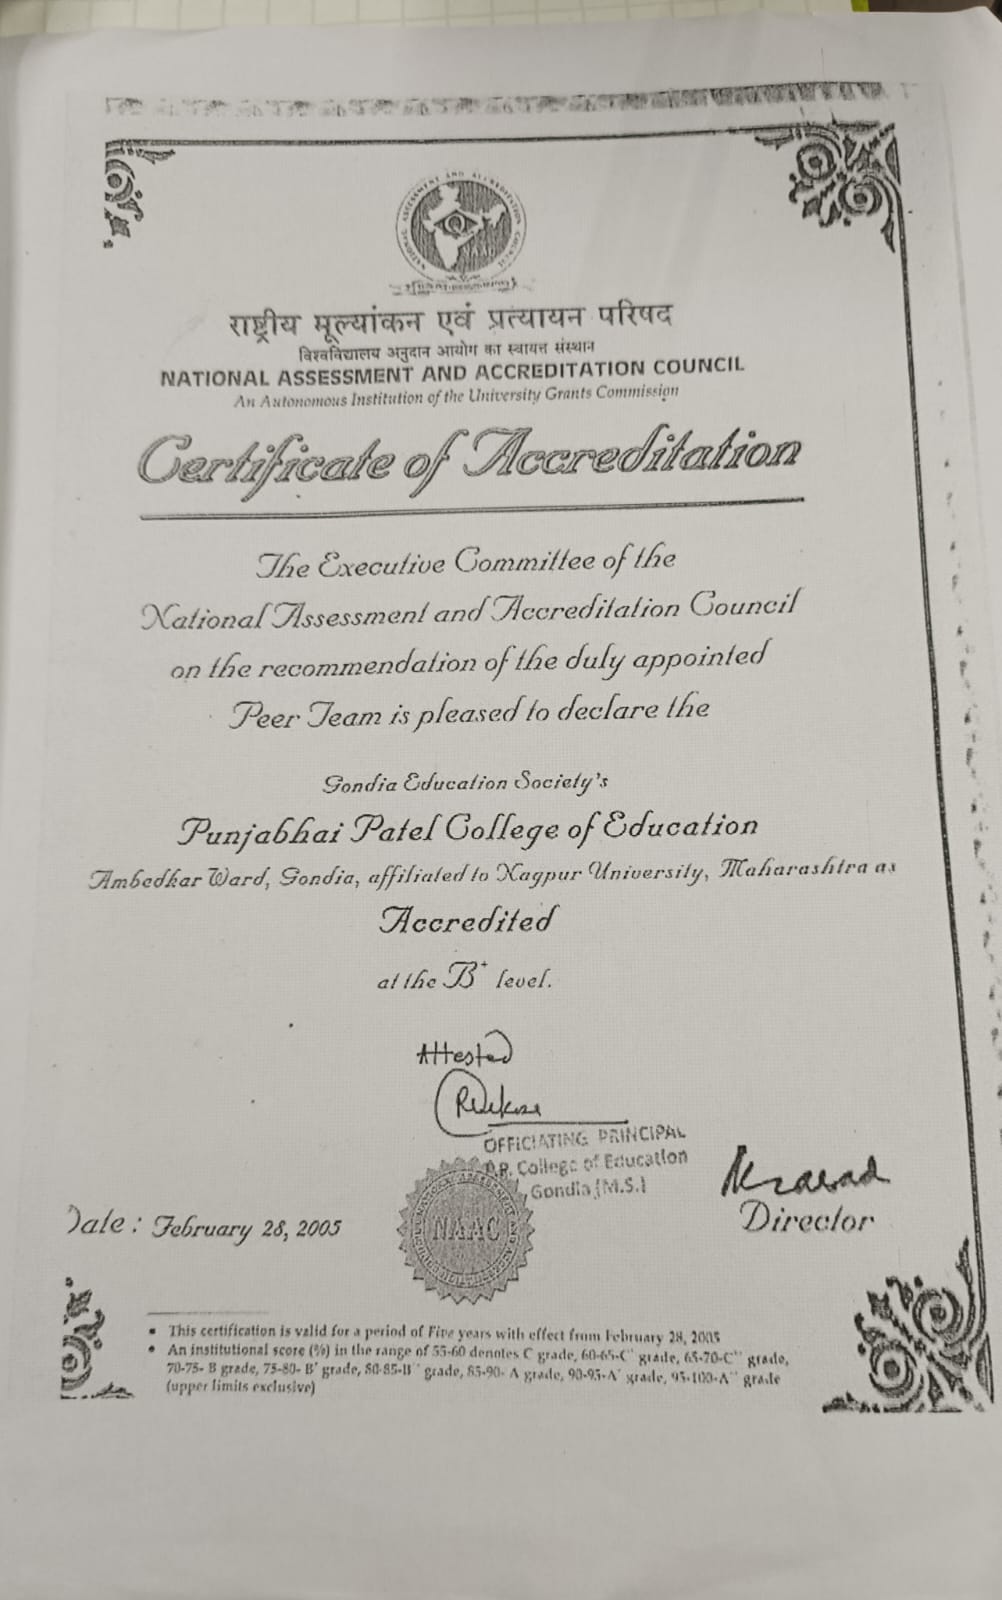 NATIONAL ASSESSMENT AND ACCREDITATION COUNCIL
राष्ट्रीय मूल्यांकन एवं प्रत्यायन परिषद
विश्वविद्यालय अनुदान आयोग का स्वायत्त संस्थान
NATIONAL ASSESSMENT AND ACCREDITATION COUNCIL
An Autonomous Institution of the University Grants Commission
Certificate of Accreditation
The Executive Committee of the
National Assessment and Accreditation Council
on the recommendation of the duly appointed
Peer Team is pleased to declare the
Gondia Education Society's
Punjabhai Patel College of Education
Ambedkar Ward, Gondia, affiliated to Nagpur University, Maharashtra as
Accredited
at the B+ level.
Attested
OFFICIATING PRINCIPAL
P. College of Education
Gondia (M.S.)
Director
Date : February 28, 2005
NAAC
• This certification is valid for a period of Five years with effect from February 28, 2005
• An institutional score (%) in the range of 55-60 denotes C grade, 60-65-C+ grade, 65-70-C++ grade,
70-75- B grade, 75-80- B+ grade, 80-85-B++ grade, 85-90- A grade, 90-95-A+ grade, 95-100-A++ grade
(upper limits exclusive)